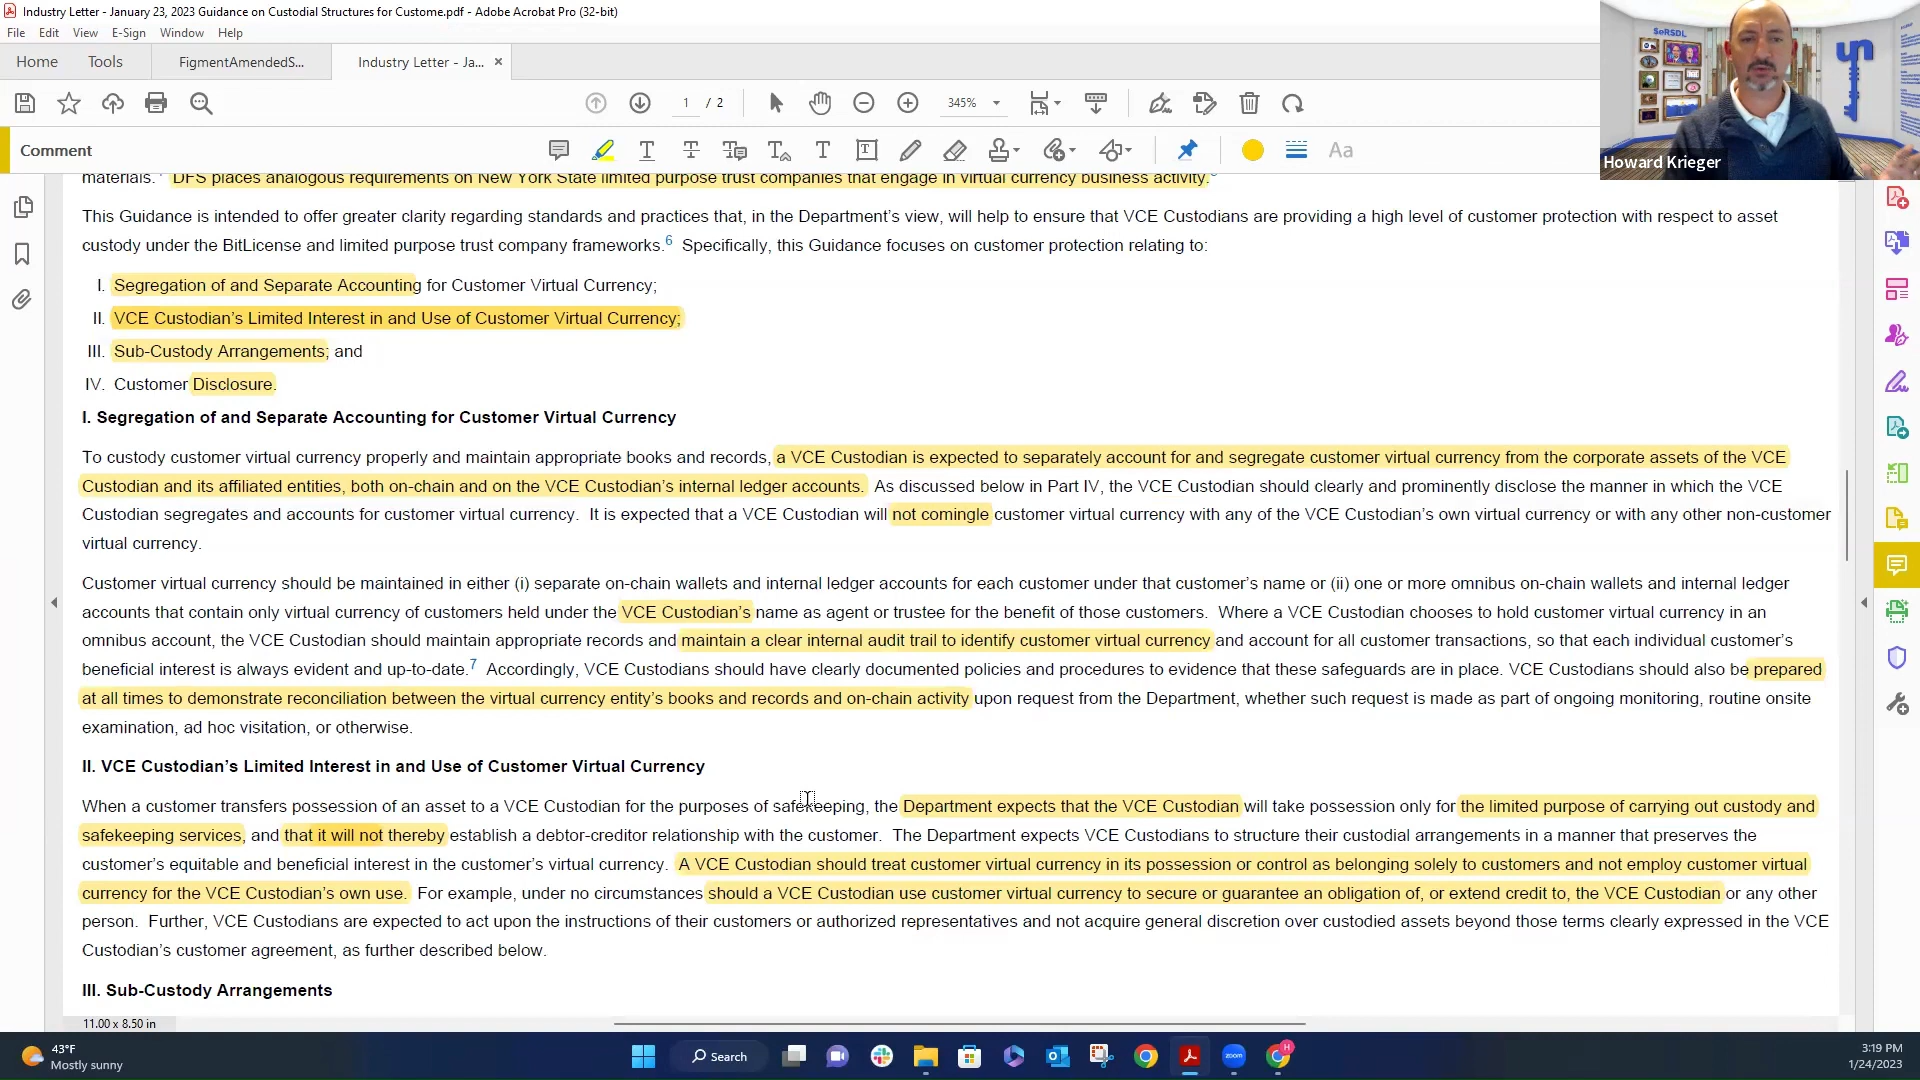 Industry Letter - January 23, 2023 Guidance on Custodial Structures for Custome.pdf - Adobe Acrobat Pro (32-bit)
File Edit View E-Sign Window Help
Home Tools FigmentAmendedS... Industry Letter - Ja... ×
1 / 2 345%
Comment
Aa
SeRSDL
Howard Krieger
materials. DFS places analogous requirements on New York State limited purpose trust companies that engage in virtual currency business activity.
This Guidance is intended to offer greater clarity regarding standards and practices that, in the Department's view, will help to ensure that VCE Custodians are providing a high level of customer protection with respect to asset
custody under the BitLicense and limited purpose trust company frameworks.6 Specifically, this Guidance focuses on customer protection relating to:
I. Segregation of and Separate Accounting for Customer Virtual Currency;
II. VCE Custodian's Limited Interest in and Use of Customer Virtual Currency;
III. Sub-Custody Arrangements; and
IV. Customer Disclosure.
I. Segregation of and Separate Accounting for Customer Virtual Currency
To custody customer virtual currency properly and maintain appropriate books and records, a VCE Custodian is expected to separately account for and segregate customer virtual currency from the corporate assets of the VCE
Custodian and its affiliated entities, both on-chain and on the VCE Custodian's internal ledger accounts. As discussed below in Part IV, the VCE Custodian should clearly and prominently disclose the manner in which the VCE
Custodian segregates and accounts for customer virtual currency. It is expected that a VCE Custodian will not comingle customer virtual currency with any of the VCE Custodian's own virtual currency or with any other non-customer
virtual currency.
Customer virtual currency should be maintained in either (i) separate on-chain wallets and internal ledger accounts for each customer under that customer's name or (ii) one or more omnibus on-chain wallets and internal ledger
accounts that contain only virtual currency of customers held under the VCE Custodian's name as agent or trustee for the benefit of those customers. Where a VCE Custodian chooses to hold customer virtual currency in an
omnibus account, the VCE Custodian should maintain appropriate records and maintain a clear internal audit trail to identify customer virtual currency and account for all customer transactions, so that each individual customer's
beneficial interest is always evident and up-to-date.7 Accordingly, VCE Custodians should have clearly documented policies and procedures to evidence that these safeguards are in place. VCE Custodians should also be prepared
at all times to demonstrate reconciliation between the virtual currency entity's books and records and on-chain activity upon request from the Department, whether such request is made as part of ongoing monitoring, routine onsite
examination, ad hoc visitation, or otherwise.
II. VCE Custodian's Limited Interest in and Use of Customer Virtual Currency
When a customer transfers possession of an asset to a VCE Custodian for the purposes of safekeeping, the Department expects that the VCE Custodian will take possession only for the limited purpose of carrying out custody and
safekeeping services, and that it will not thereby establish a debtor-creditor relationship with the customer. The Department expects VCE Custodians to structure their custodial arrangements in a manner that preserves the
customer's equitable and beneficial interest in the customer's virtual currency. A VCE Custodian should treat customer virtual currency in its possession or control as belonging solely to customers and not employ customer virtual
currency for the VCE Custodian's own use. For example, under no circumstances should a VCE Custodian use customer virtual currency to secure or guarantee an obligation of, or extend credit to, the VCE Custodian or any other
person. Further, VCE Custodians are expected to act upon the instructions of their customers or authorized representatives and not acquire general discretion over custodied assets beyond those terms clearly expressed in the VCE
Custodian's customer agreement, as further described below.
III. Sub-Custody Arrangements
11.00 x 8.50 in
43°F
Mostly sunny
Search
zoom
H
3:19 PM
1/24/2023